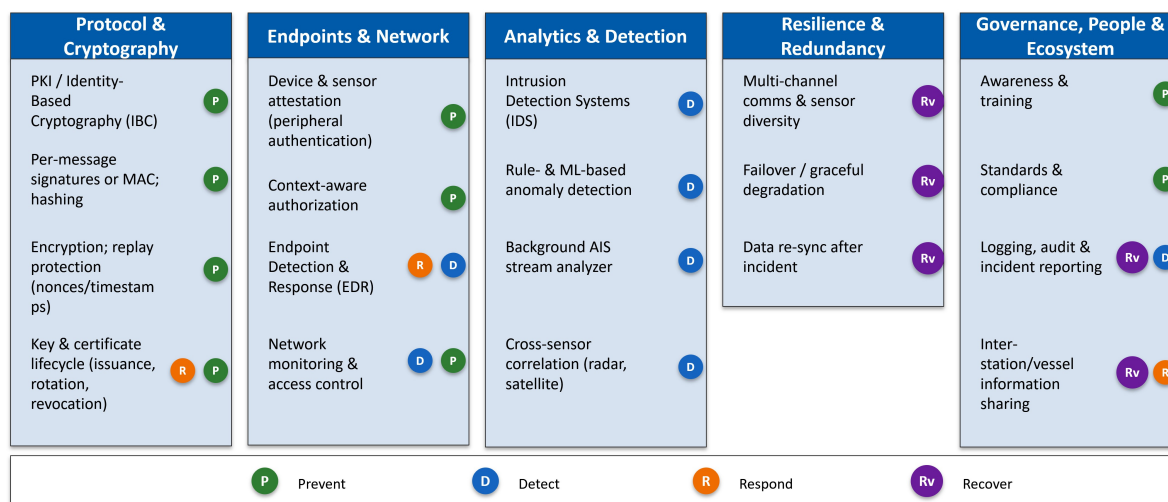 Protocol &
Cryptography
PKI / Identity-
Based
Cryptography (IBC)
P
Per-message
signatures or MAC;
hashing
P
Encryption; replay
protection
(nonces/timestam
ps)
P
Key & certificate
lifecycle (issuance,
rotation,
revocation)
R P
Endpoints & Network
Device & sensor
attestation
(peripheral
authentication)
P
Context-aware
authorization
P
Endpoint
Detection &
Response (EDR)
R D
Network
monitoring &
access control
D P
Analytics & Detection
Intrusion
Detection Systems
(IDS)
D
Rule- & ML-based
anomaly detection
D
Background AIS
stream analyzer
D
Cross-sensor
correlation (radar,
satellite)
D
Resilience &
Redundancy
Multi-channel
comms & sensor
diversity
Rv
Failover / graceful
degradation
Rv
Data re-sync after
incident
Rv
Governance, People &
Ecosystem
Awareness &
training
P
Standards &
compliance
P
Logging, audit &
incident reporting
Rv D
Inter-
station/vessel
information
sharing
Rv R
P Prevent
D Detect
R Respond
Rv Recover